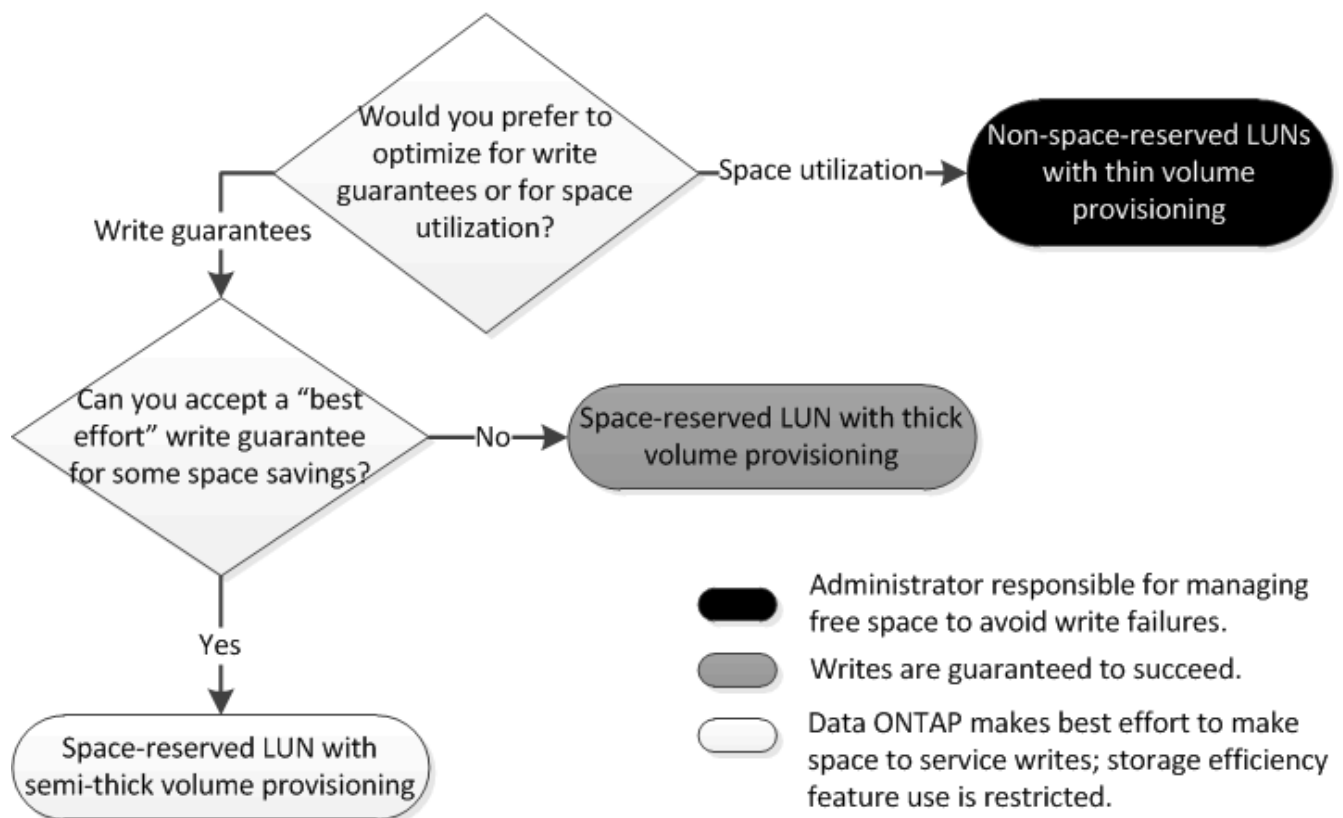 Would you prefer to
optimize for write
guarantees or for space
utilization?
Space utilization
Non-space-reserved LUNs
with thin volume
provisioning
Write guarantees
Can you accept a “best
effort” write guarantee
for some space savings?
No
Space-reserved LUN with thick
volume provisioning
Yes
Space-reserved LUN with
semi-thick volume provisioning
Administrator responsible for managing
free space to avoid write failures.
Writes are guaranteed to succeed.
Data ONTAP makes best effort to make
space to service writes; storage efficiency
feature use is restricted.